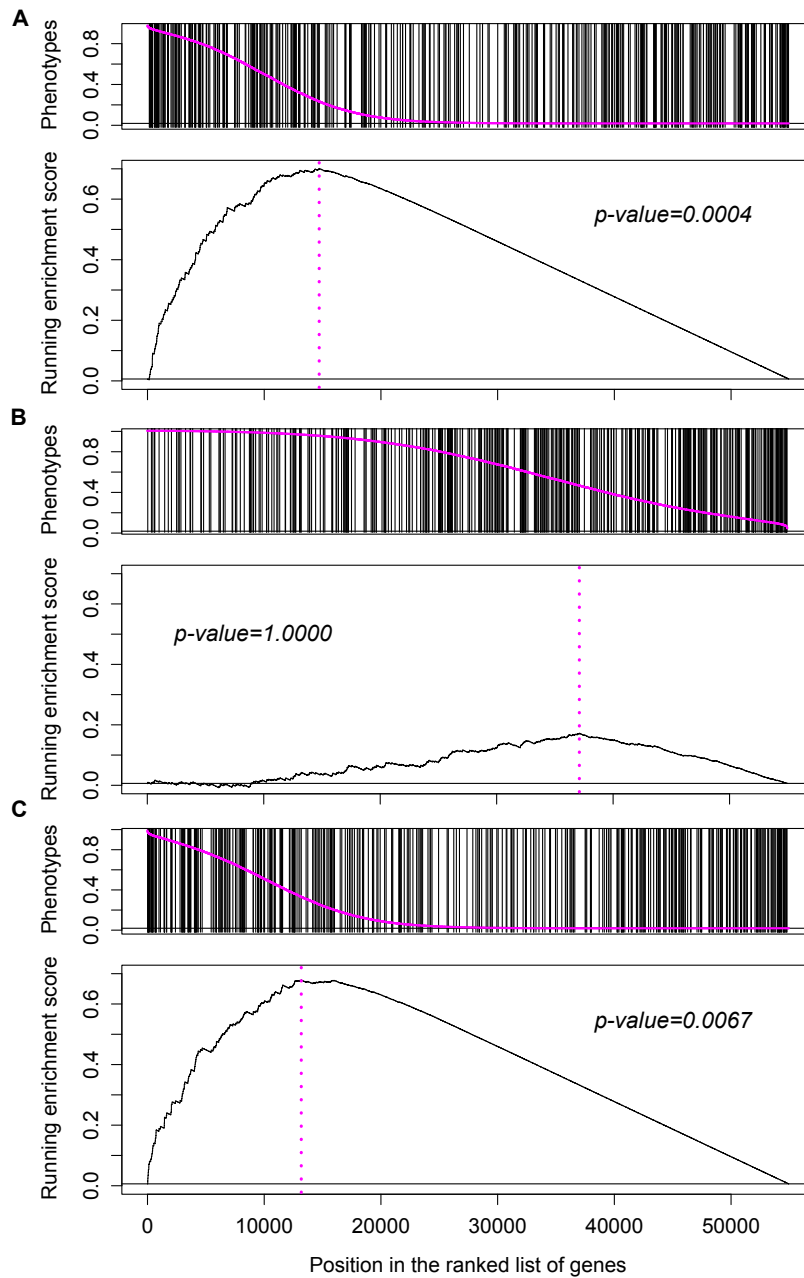 A
Phenotypes
0.0 0.4 0.8
Running enrichment score
0.0 0.2 0.4 0.6
p-value=0.0004
B
Phenotypes
0.0 0.4 0.8
Running enrichment score
0.0 0.2 0.4 0.6
p-value=1.0000
C
Phenotypes
0.0 0.4 0.8
Running enrichment score
0.0 0.2 0.4 0.6
p-value=0.0067
0 10000 20000 30000 40000 50000
Position in the ranked list of genes